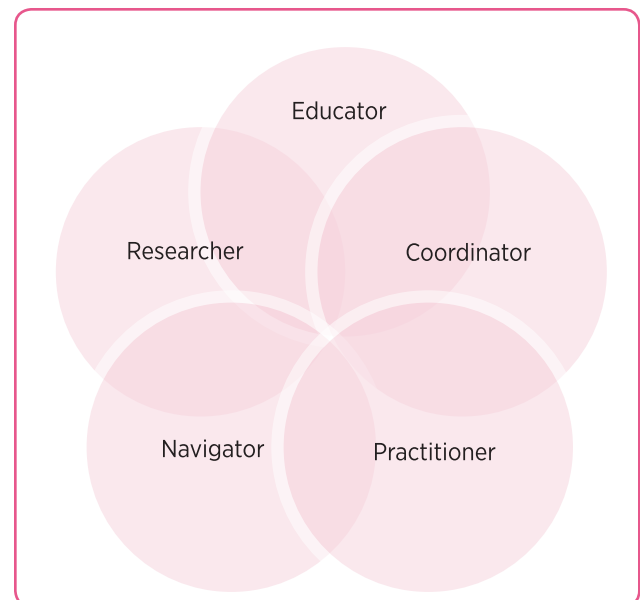 Educator
Researcher
Coordinator
Navigator
Practitioner